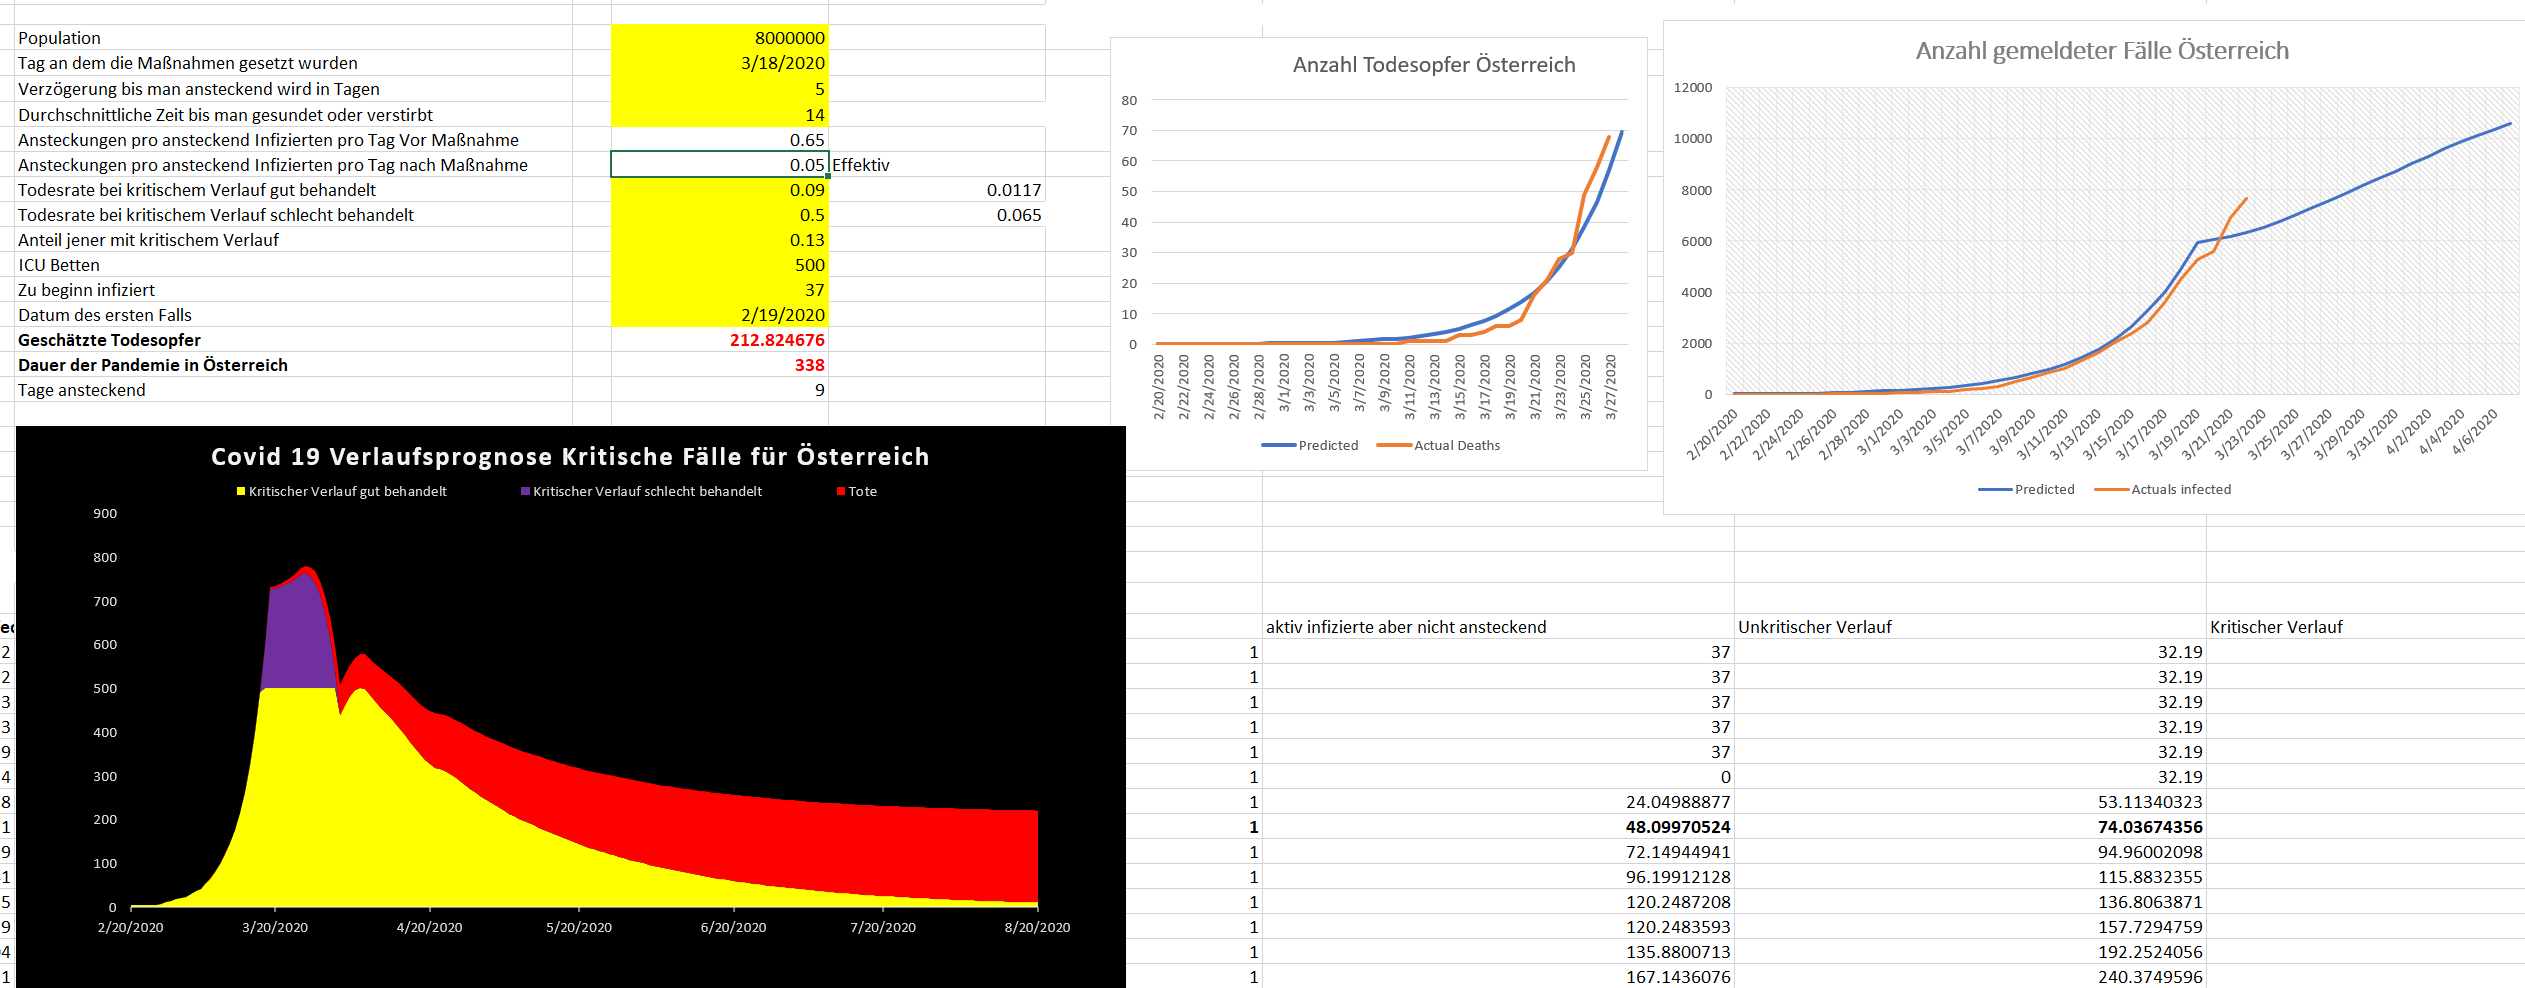 Population 8000000
Tag an dem die Maßnahmen gesetzt wurden 3/18/2020
Verzögerung bis man ansteckend wird in Tagen 5
Durchschnittliche Zeit bis man gesundet oder verstirbt 14
Ansteckungen pro ansteckend Infizierten pro Tag Vor Maßnahme 0.65
Ansteckungen pro ansteckend Infizierten pro Tag nach Maßnahme 0.05 Effektiv
Todesrate bei kritischem Verlauf gut behandelt 0.09 0.0117
Todesrate bei kritischem Verlauf schlecht behandelt 0.5 0.065
Anteil jener mit kritischem Verlauf 0.13
ICU Betten 500
Zu beginn infiziert 37
Datum des ersten Falls 2/19/2020
Geschätzte Todesopfer 212.824676
Dauer der Pandemie in Österreich 338
Tage ansteckend 9
Anzahl Todesopfer Österreich
80
70
60
50
40
30
20
10
0
2/20/2020 2/22/2020 2/24/2020 2/26/2020 2/28/2020 3/1/2020 3/3/2020 3/5/2020 3/7/2020 3/9/2020 3/11/2020 3/13/2020 3/15/2020 3/17/2020 3/19/2020 3/21/2020 3/23/2020 3/25/2020 3/27/2020
Predicted Actual Deaths
Anzahl gemeldeter Fälle Österreich
12000
10000
8000
6000
4000
2000
0
2/20/2020 2/22/2020 2/24/2020 2/26/2020 2/28/2020 3/1/2020 3/3/2020 3/5/2020 3/7/2020 3/9/2020 3/11/2020 3/13/2020 3/15/2020 3/17/2020 3/19/2020 3/21/2020 3/23/2020 3/25/2020 3/27/2020 3/29/2020 3/31/2020 4/2/2020 4/4/2020 4/6/2020
Predicted Actuals infected
Covid 19 Verlaufsprognose Kritische Fälle für Österreich
Kritischer Verlauf gut behandelt Kritischer Verlauf schlecht behandelt Tote
900
800
700
600
500
400
300
200
100
0
2/20/2020 3/20/2020 4/20/2020 5/20/2020 6/20/2020 7/20/2020 8/20/2020
aktiv infizierte aber nicht ansteckend Unkritischer Verlauf Kritischer Verlauf
2 1 37 32.19
2 1 37 32.19
3 1 37 32.19
3 1 37 32.19
9 1 37 32.19
4 1 0 32.19
8 1 24.04988877 53.11340323
1 1 48.09970524 74.03674356
9 1 72.14944941 94.96002098
1 1 96.19912128 115.8832355
5 1 120.2487208 136.8063871
9 1 120.2483593 157.7294759
4 1 135.8800713 192.2524056
1 1 167.1436076 240.3749596